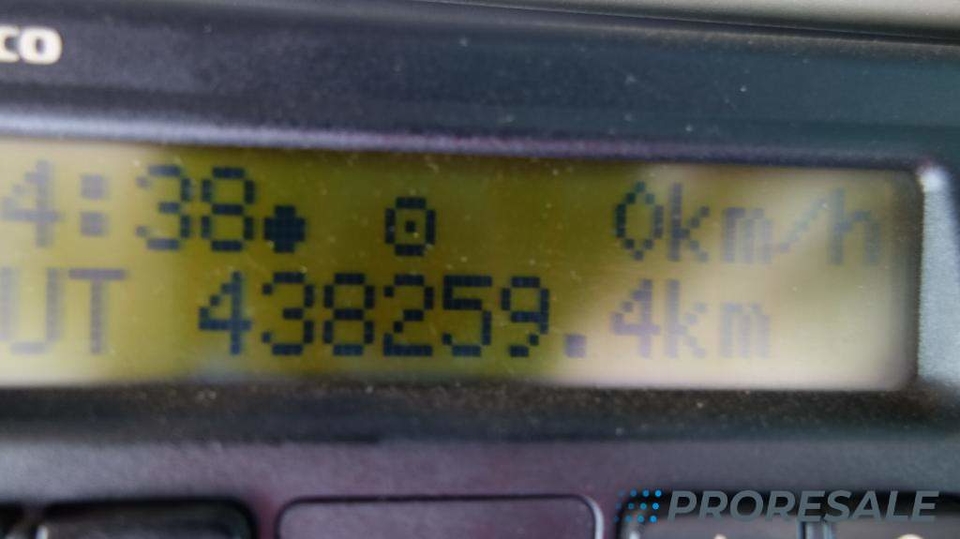 co
4:38 0km/h
UT 438259.4km
PRORESALE